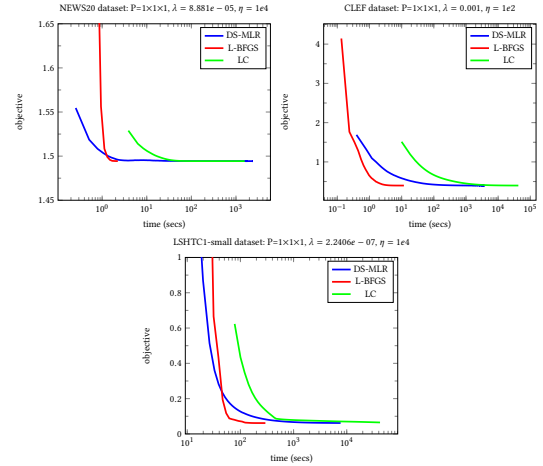 NEWS20 dataset: P=1×1×1, λ = 8.881e − 05, η = 1e4
1.65
1.6
1.55
1.5
1.45
objective
DS-MLR
L-BFGS
LC
10⁰ 10¹ 10² 10³
time (secs)
CLEF dataset: P=1×1×1, λ = 0.001, η = 1e2
4
3
2
1
objective
DS-MLR
L-BFGS
LC
10⁻¹ 10⁰ 10¹ 10² 10³ 10⁴ 10⁵
time (secs)
LSHTC1-small dataset: P=1×1×1, λ = 2.2406e − 07, η = 1e4
1
0.8
0.6
0.4
0.2
0
objective
DS-MLR
L-BFGS
LC
10¹ 10² 10³ 10⁴
time (secs)